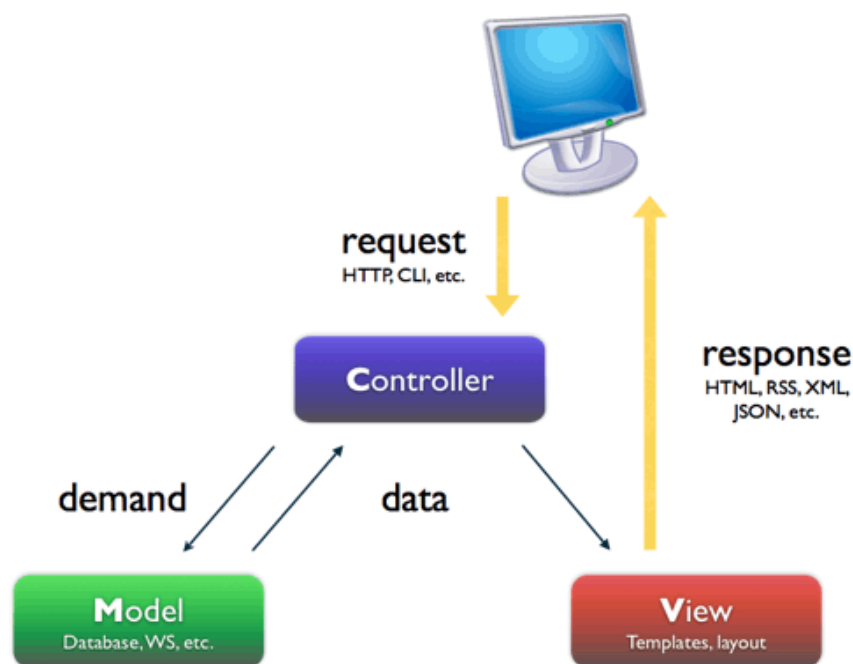 request
HTTP, CLI, etc.
Controller
response
HTML, RSS, XML,
JSON, etc.
demand
data
Model
Database, WS, etc.
View
Templates, layout